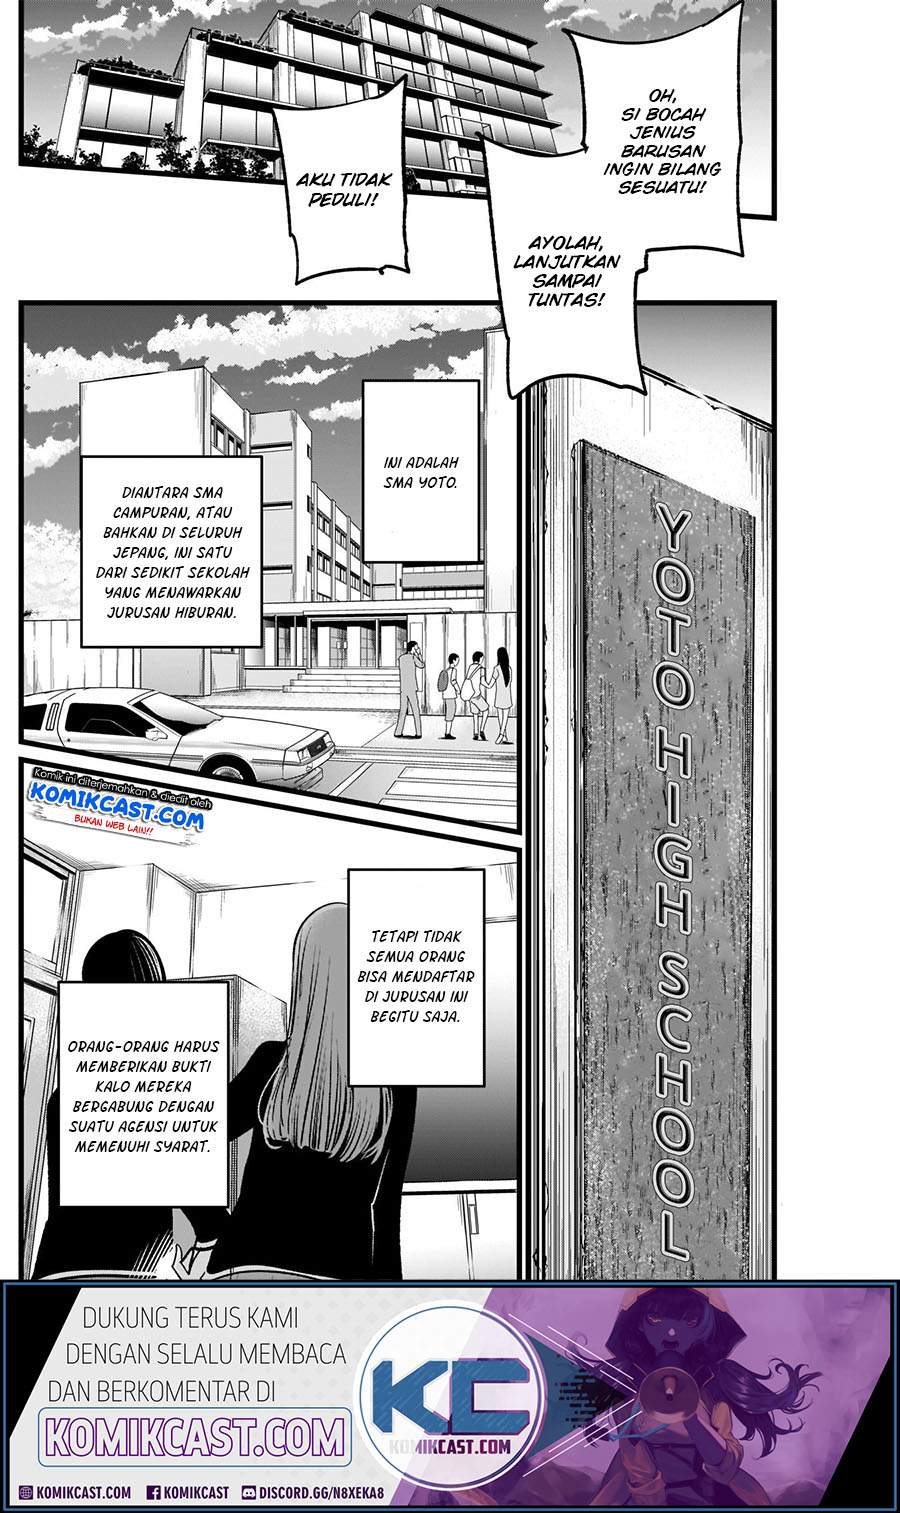 OH,
SI BOCAH
JENIUS
BARUSAN
INGIN BILANG
SESUATU!
AYOLAH,
LANJUTKAN
SAMPAI
TUNTAS!
AKU TIDAK
PEDULI!
YOTO HIGH SCHOOL
INI ADALAH
SMA YOTO.
DIANTARA SMA
CAMPURAN, ATAU
BAHKAN DI SELURUH
JEPANG, INI SATU
DARI SEDIKIT SEKOLAH
YANG MENAWARKAN
JURUSAN HIBURAN.
Komik ini diterjemahkan & diedit oleh
KOMIKCAST.COM
BUKAN WEB LAIN!!
TETAPI TIDAK
SEMUA ORANG
BISA MENDAFTAR
DI JURUSAN INI
BEGITU SAJA.
ORANG-ORANG HARUS
MEMBERIKAN BUKTI
KALO MEREKA
BERGABUNG DENGAN
SUATU AGENSI UNTUK
MEMENUHI SYARAT.
DUKUNG TERUS KAMI
DENGAN SELALU MEMBACA
DAN BERKOMENTAR DI
KOMIKCAST.COM
KC
KOMIKCAST.COM
KOMIKCAST.COM KOMIKCAST DISCORD.GG/N8XEKA8